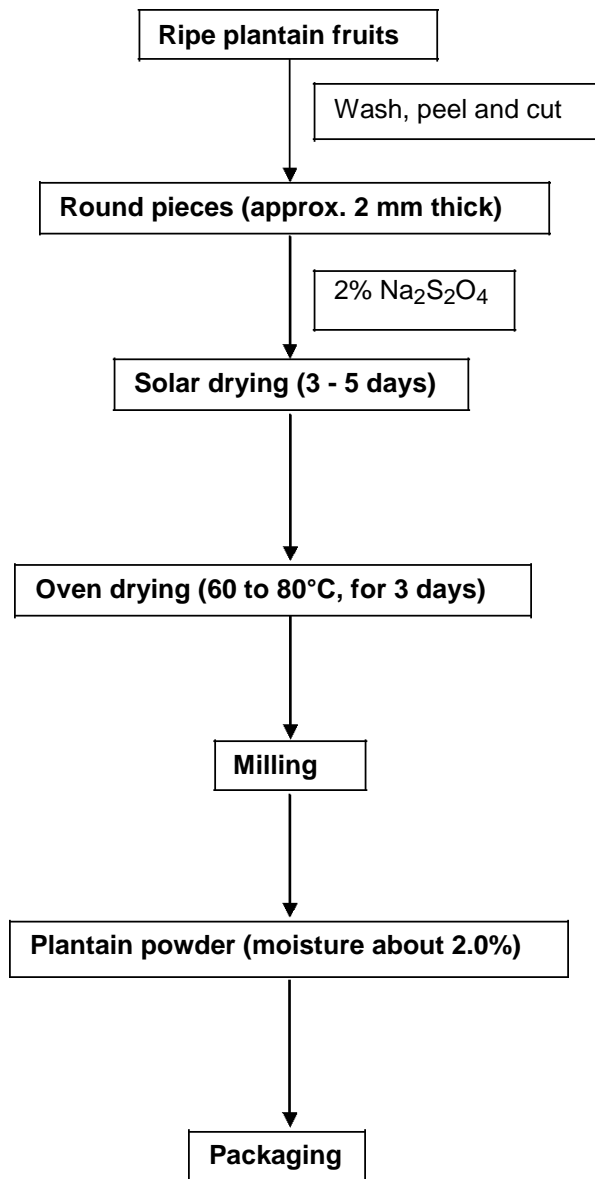 Ripe plantain fruits
Wash, peel and cut
Round pieces (approx. 2 mm thick)
2% Na₂S₂O₄
Solar drying (3 - 5 days)
Oven drying (60 to 80°C, for 3 days)
Milling
Plantain powder (moisture about 2.0%)
Packaging